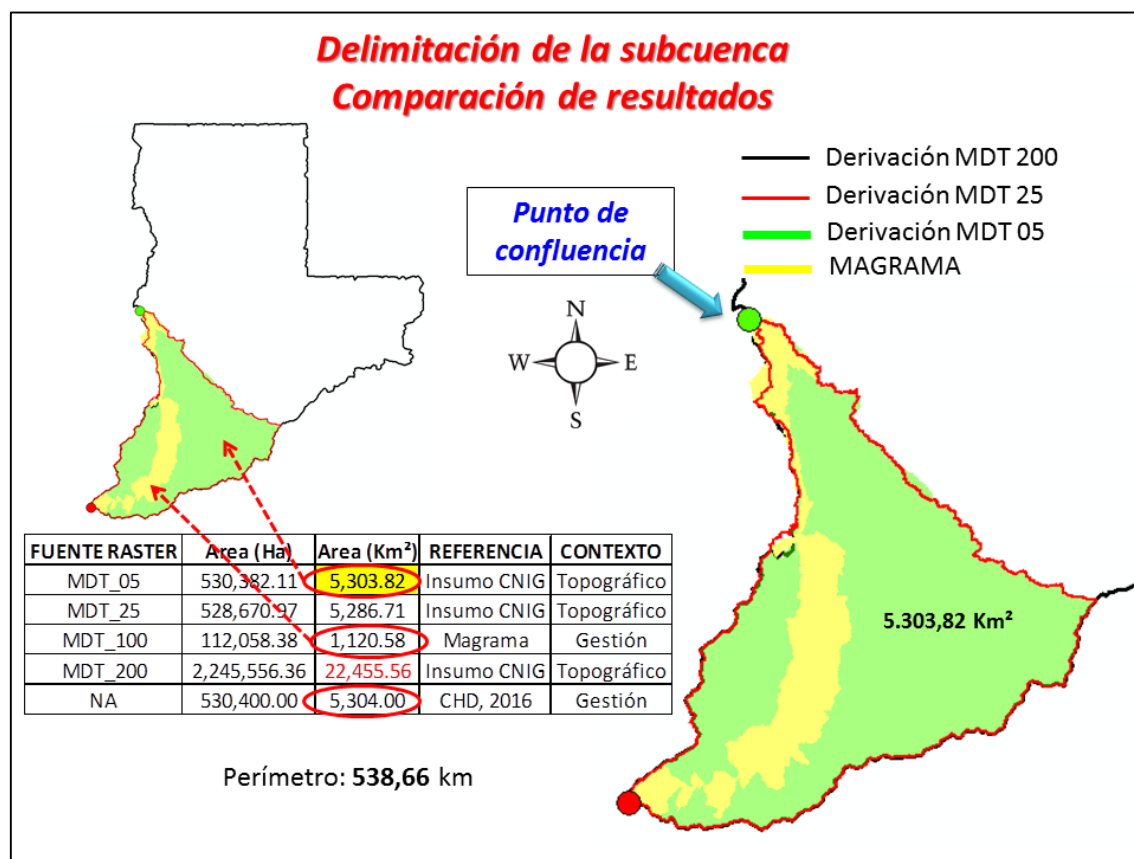 Delimitación de la subcuenca
Comparación de resultados
Derivación MDT 200
Derivación MDT 25
Derivación MDT 05
MAGRAMA
Punto de
confluencia
N
W E
S
FUENTE RASTER Area (Ha) Area (Km²) REFERENCIA CONTEXTO
MDT_05 530,382.11 5,303.82 Insumo CNIG Topográfico
MDT_25 528,670.97 5,286.71 Insumo CNIG Topográfico
MDT_100 112,058.38 1,120.58 Magrama Gestión
MDT_200 2,245,556.36 22,455.56 Insumo CNIG Topográfico
NA 530,400.00 5,304.00 CHD, 2016 Gestión
5.303,82 Km²
Perímetro: 538,66 km